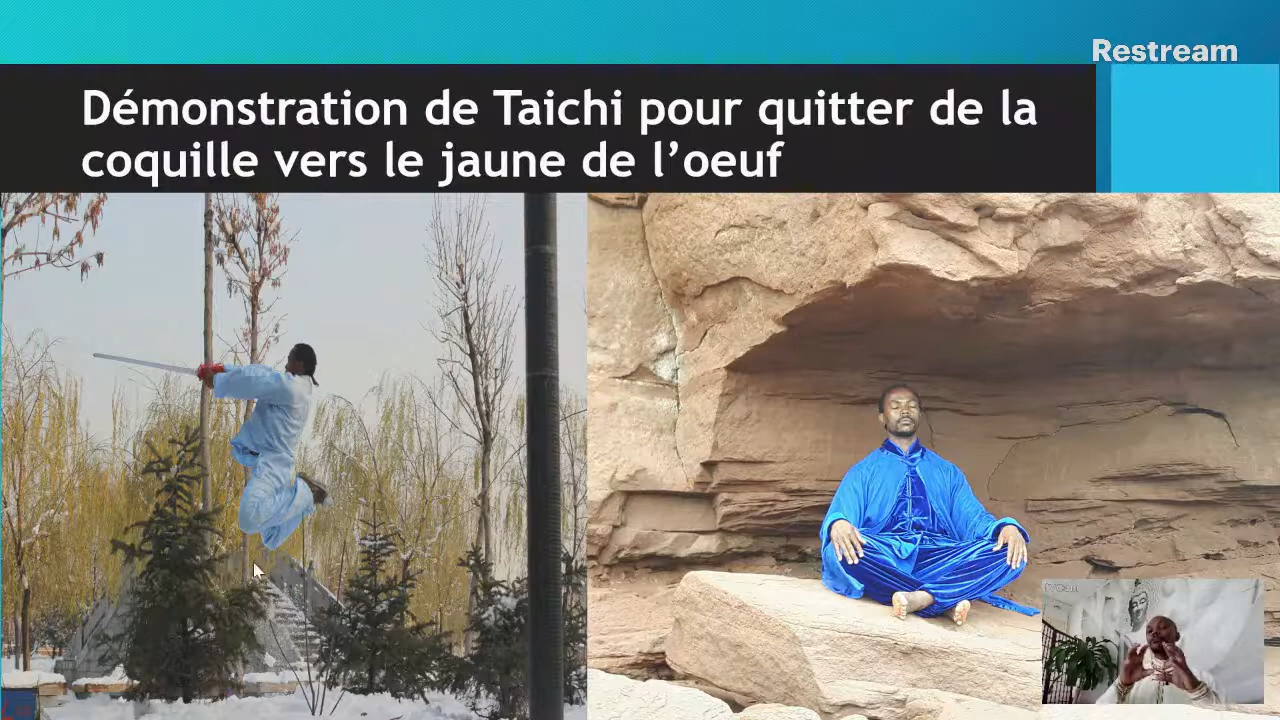 Restream
Démonstration de Taichi pour quitter de la
coquille vers le jaune de l’oeuf